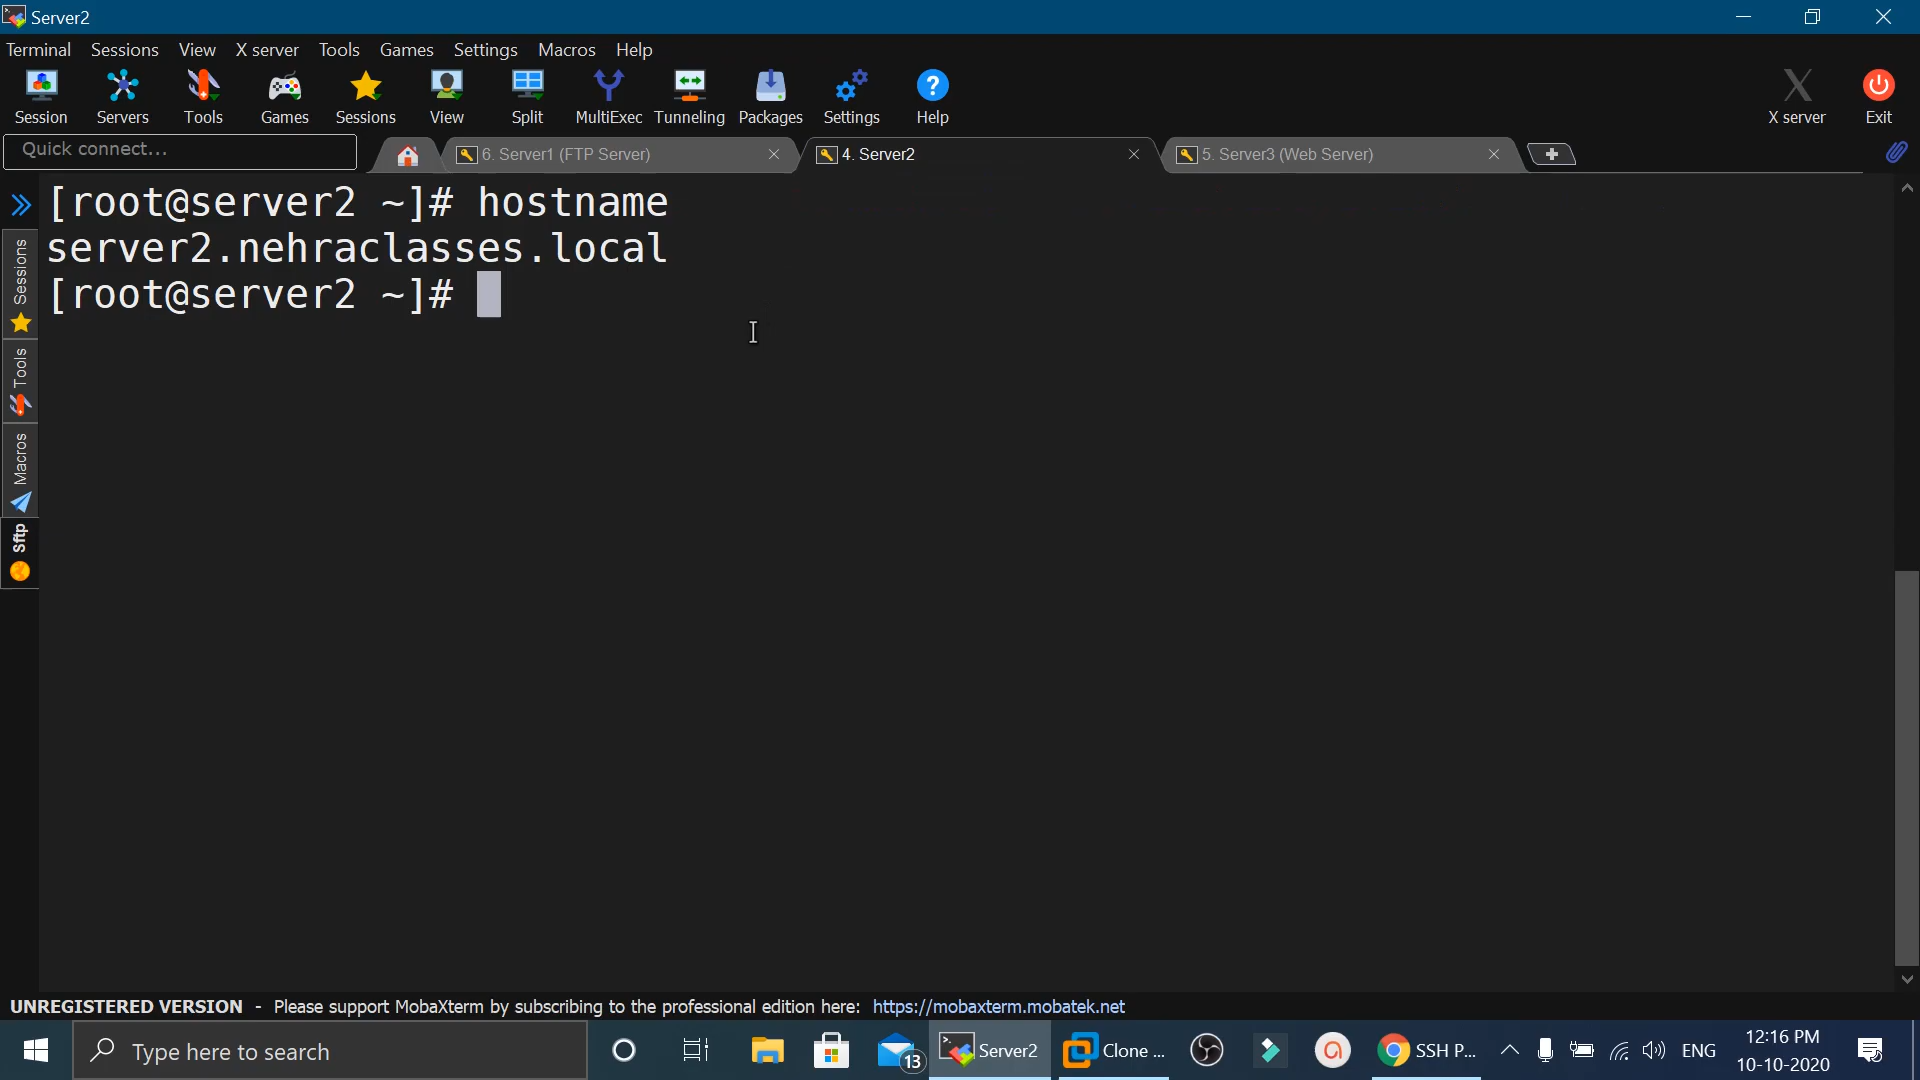 Server2
Terminal Sessions View X server Tools Games Settings Macros Help
Session Servers Tools Games Sessions View Split MultiExec Tunneling Packages Settings Help X server Exit
Quick connect...
6. Server1 (FTP Server)
4. Server2
5. Server3 (Web Server)
[root@server2 ~]# hostname
server2.nehraclasses.local
[root@server2 ~]#
Sessions
Tools
Macros
Sftp
UNREGISTERED VERSION - Please support MobaXterm by subscribing to the professional edition here: https://mobaxterm.mobatek.net
Type here to search
13
Server2
Clone ...
SSH P...
ENG
12:16 PM
10-10-2020